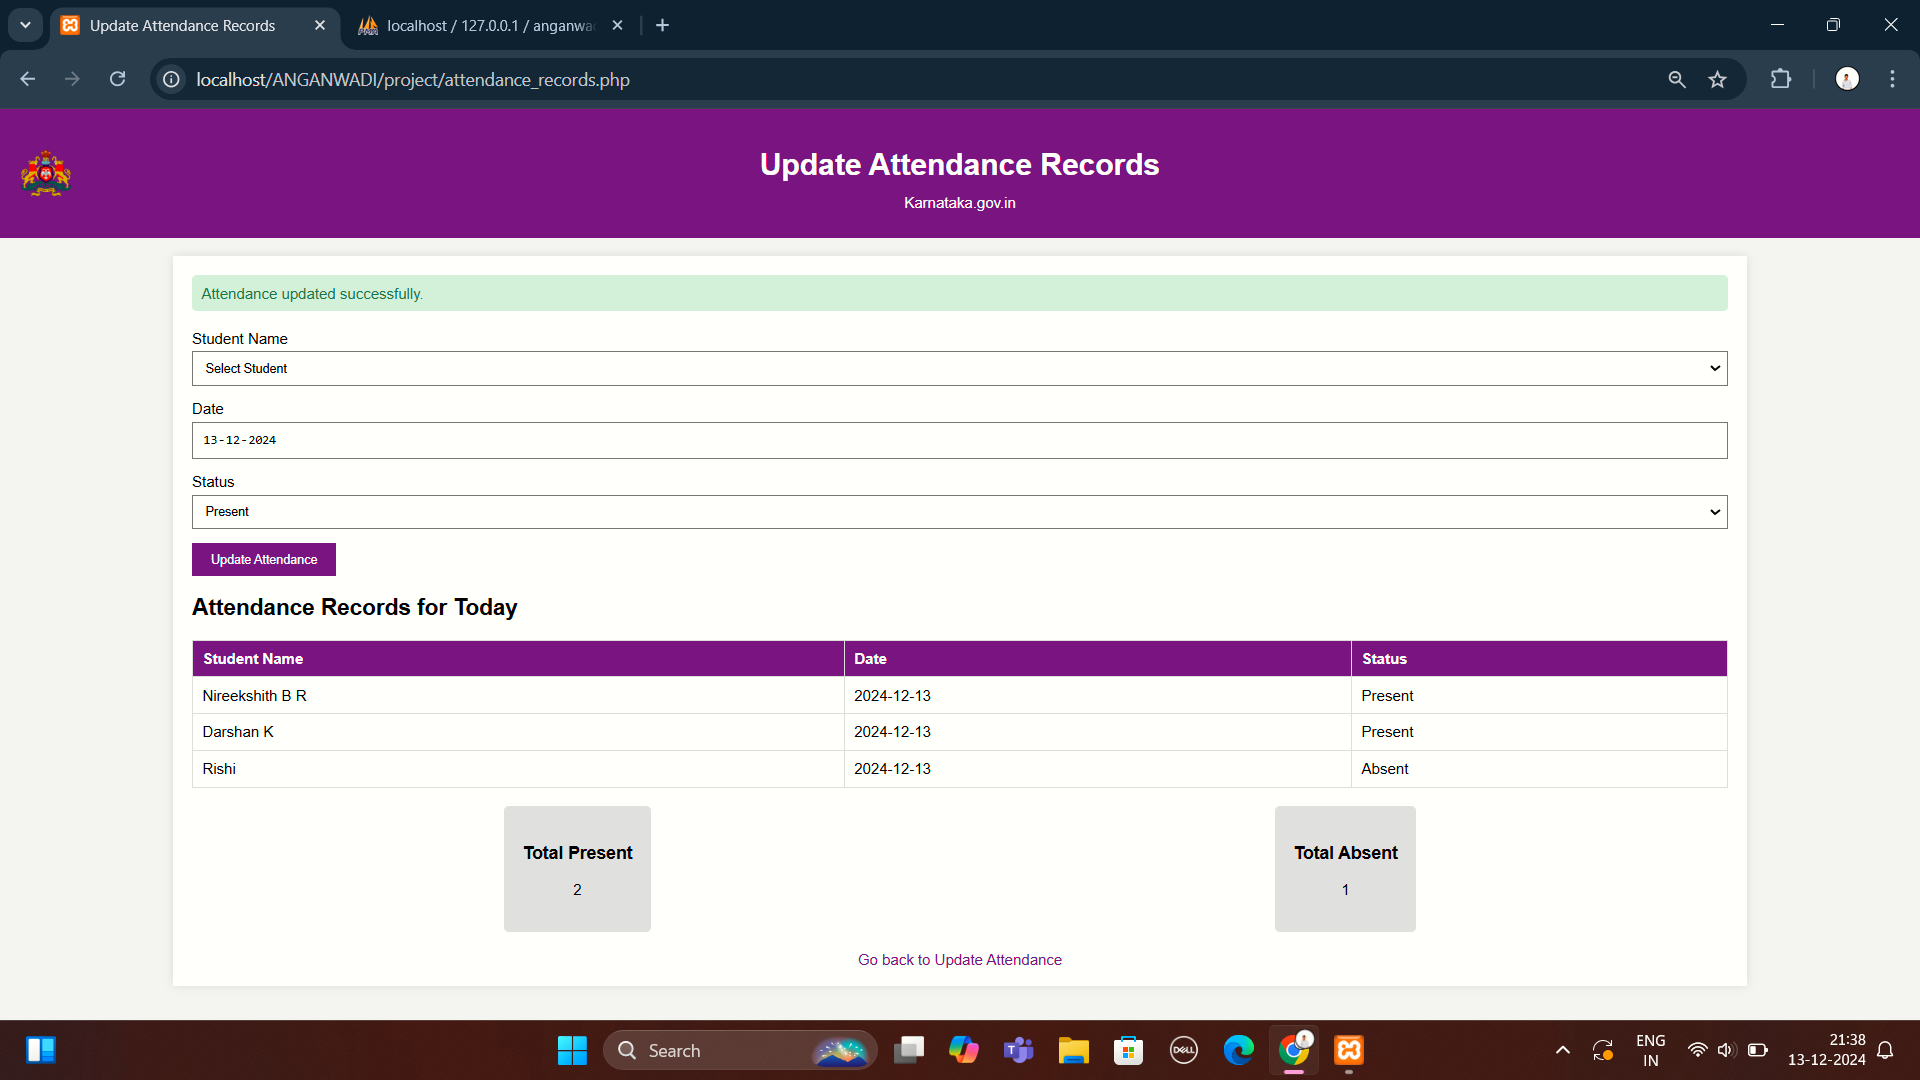 Update Attendance Records
localhost / 127.0.0.1 / anganwa
localhost/ANGANWADI/project/attendance_records.php
Update Attendance Records
Karnataka.gov.in
Attendance updated successfully.
Student Name
Select Student
Date
13-12-2024
Status
Present
Update Attendance
Attendance Records for Today
Student Name Date Status
Nireekshith B R 2024-12-13 Present
Darshan K 2024-12-13 Present
Rishi 2024-12-13 Absent
Total Present
2
Total Absent
1
Go back to Update Attendance
Search
DELL
ENG
IN
21:38
13-12-2024